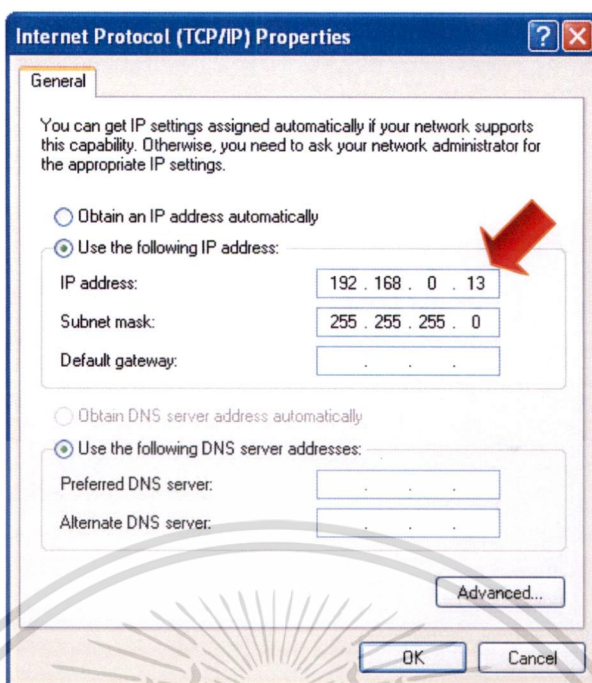 Internet Protocol (TCP/IP) Properties
General
You can get IP settings assigned automatically if your network supports
this capability. Otherwise, you need to ask your network administrator for
the appropriate IP settings.
Obtain an IP address automatically
Use the following IP address:
IP address: 192 . 168 . 0 . 13
Subnet mask: 255 . 255 . 255 . 0
Default gateway: . . .
Obtain DNS server address automatically
Use the following DNS server addresses:
Preferred DNS server: . . .
Alternate DNS server: . . .
Advanced...
OK Cancel